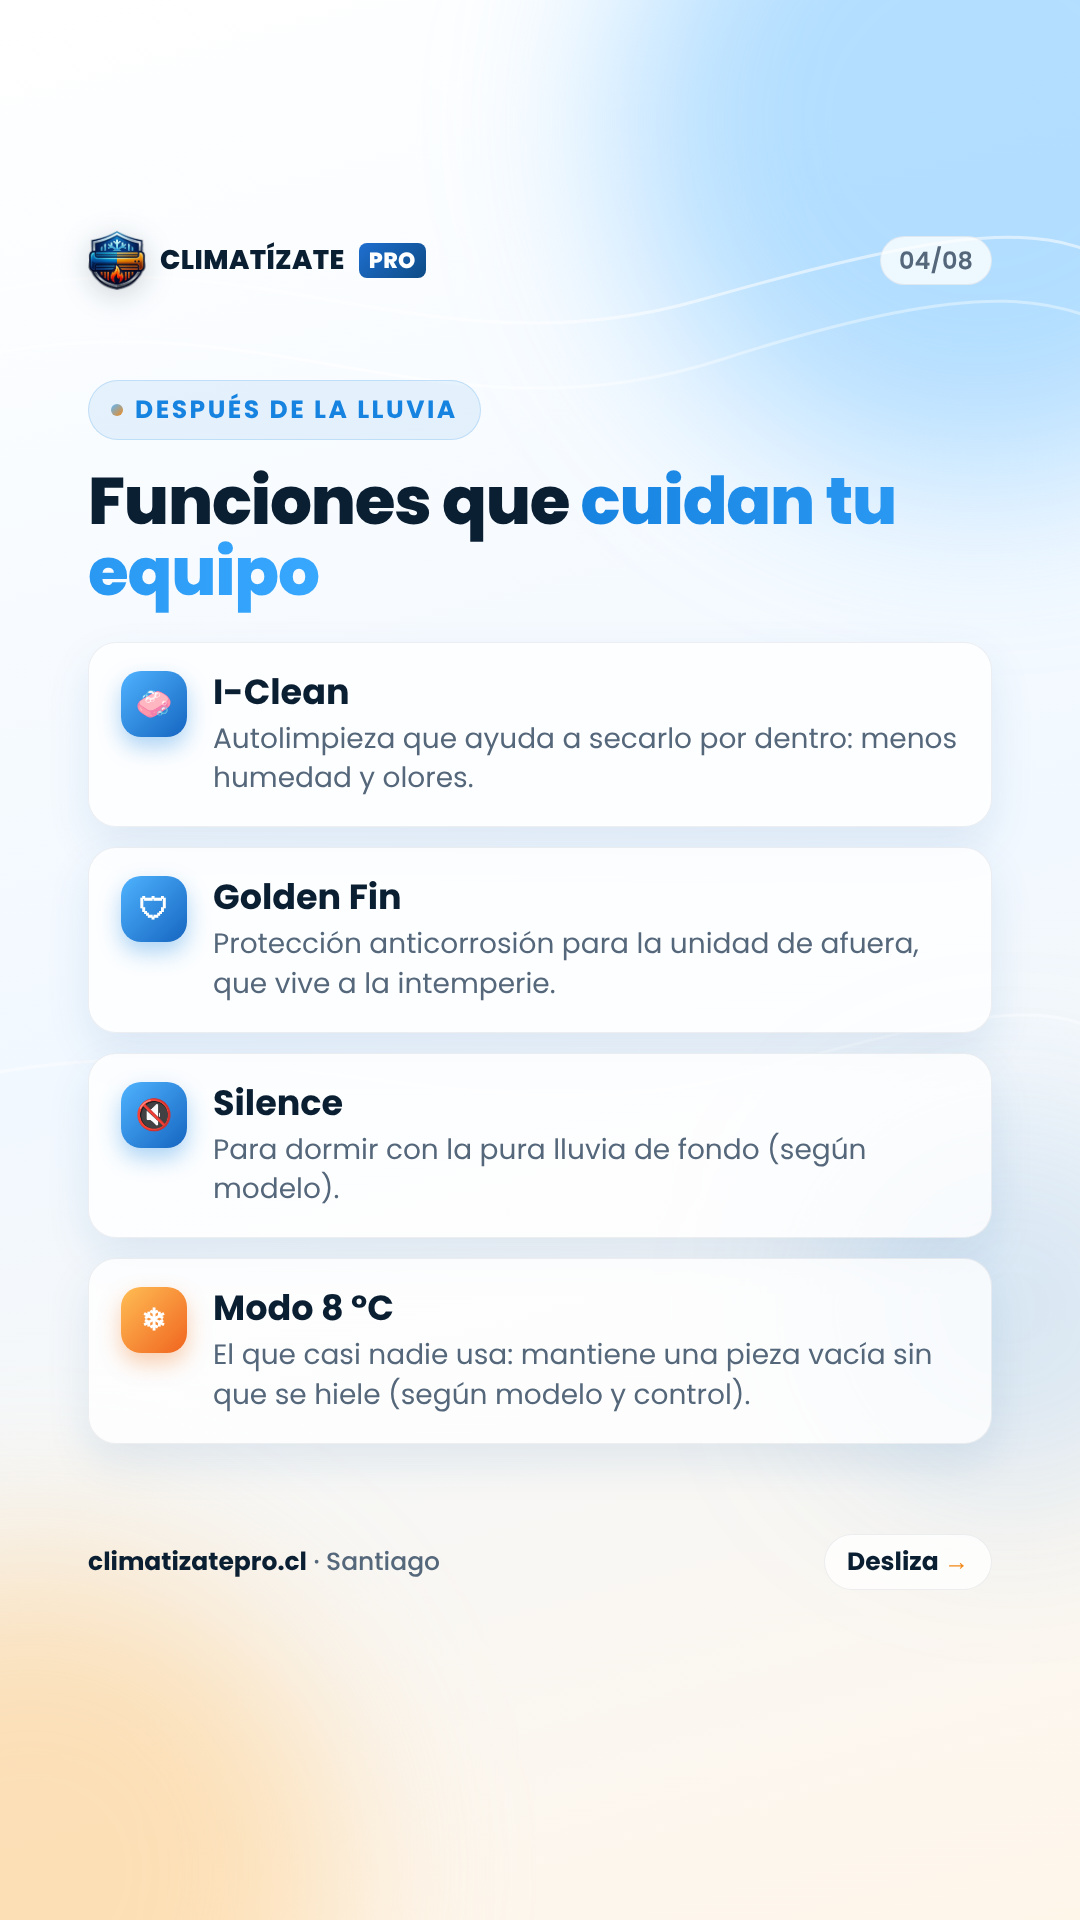 CLIMATÍZATE PRO
04/08
DESPUÉS DE LA LLUVIA
Funciones que cuidan tu
equipo
I-Clean
Autolimpieza que ayuda a secarlo por dentro: menos
humedad y olores.
Golden Fin
Protección anticorrosión para la unidad de afuera,
que vive a la intemperie.
Silence
Para dormir con la pura lluvia de fondo (según
modelo).
Modo 8 °C
El que casi nadie usa: mantiene una pieza vacía sin
que se hiele (según modelo y control).
climatizatepro.cl · Santiago
Desliza →